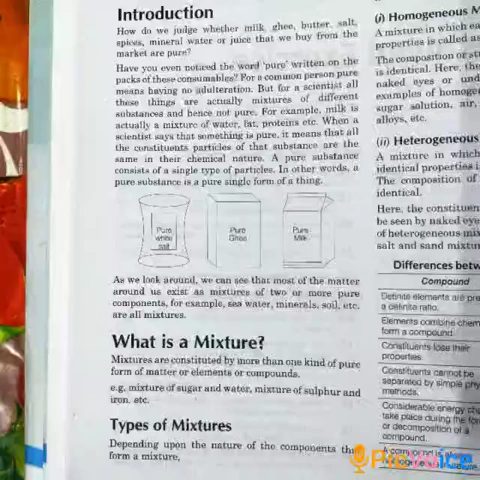 Introduction
How do we judge whether milk, ghee, butter, salt,
spices, mineral water or juice that we buy from the
market are pure?
Have you even noticed the word 'pure' written on the
packs of these consumables? For a common person pure
means having no adulteration. But for a scientist all
these things are actually mixtures of different
substances and hence not pure. For example, milk is
actually a mixture of water, fat, proteins etc. When a
scientist says that something is pure, it means that all
the constituents particles of that substance are the
same in their chemical nature. A pure substance
consists of a single type of particles. In other words, a
pure substance is a pure single form of a thing.
Pure
white
salt
Pure
Ghee
Pure
Milk
As we look around, we can see that most of the matter
around us exist as mixtures of two or more pure
components, for example, sea water, minerals, soil, etc.
are all mixtures.
What is a Mixture?
Mixtures are constituted by more than one kind of pure
form of matter or elements or compounds.
e.g. mixture of sugar and water, mixture of sulphur and
iron, etc.
Types of Mixtures
Depending upon the nature of the components that
form a mixture,
(i) Homogeneous
A mixture in which
properties is called as
The composition or
is identical. Here, the
naked eyes or
examples of
sugar solution, air,
alloys, etc.
(ii) Heterogeneous
A mixture in which
identical properties
The composition of
identical.
Here, the
be seen by naked
of heterogeneous
salt and sand
Differences
Compound
Definite elements are
a definite ratio.
Elements combine
form a compound.
Constituents lose their
properties.
Constituents cannot be
separated by simple
methods.
Considerable energy
take place during the
or decomposition of a
compound.
A compound is always
PicVoice